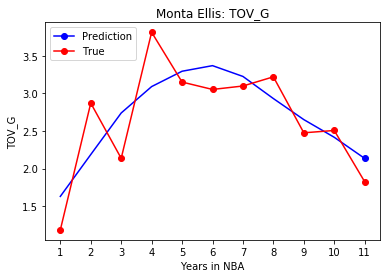 Monta Ellis: TOV_G
Prediction
True
3.5
3.0
2.5
2.0
1.5
TOV_G
1 2 3 4 5 6 7 8 9 10 11
Years in NBA